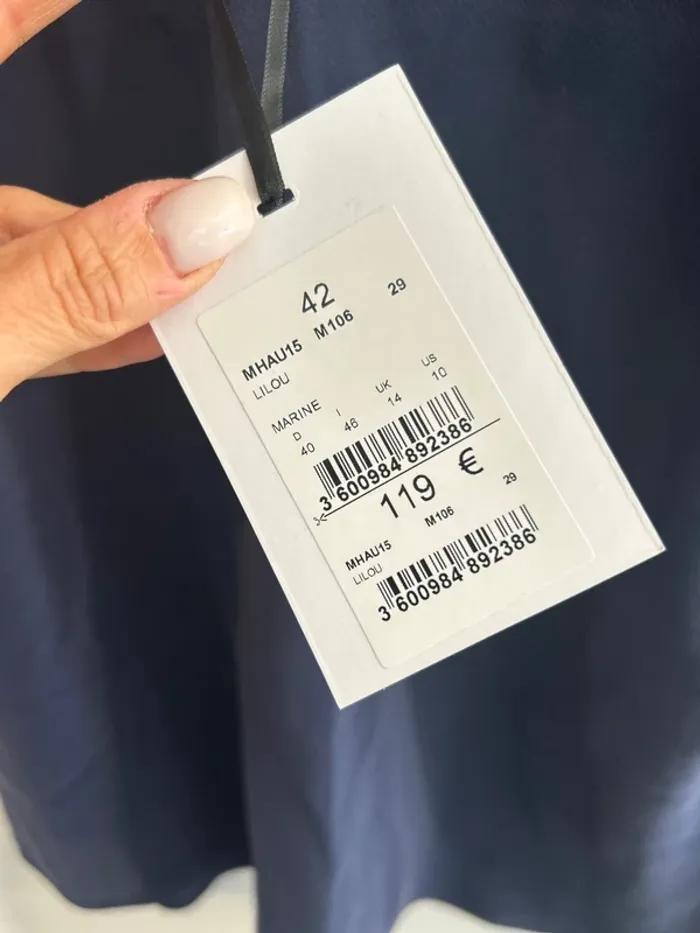 42
MHAU15 M106 29
LILOU
MARINE
D I UK US
40 46 14 10
3 600984 892386
119 €
MHAU15 M106 29
LILOU
3 600984 892386